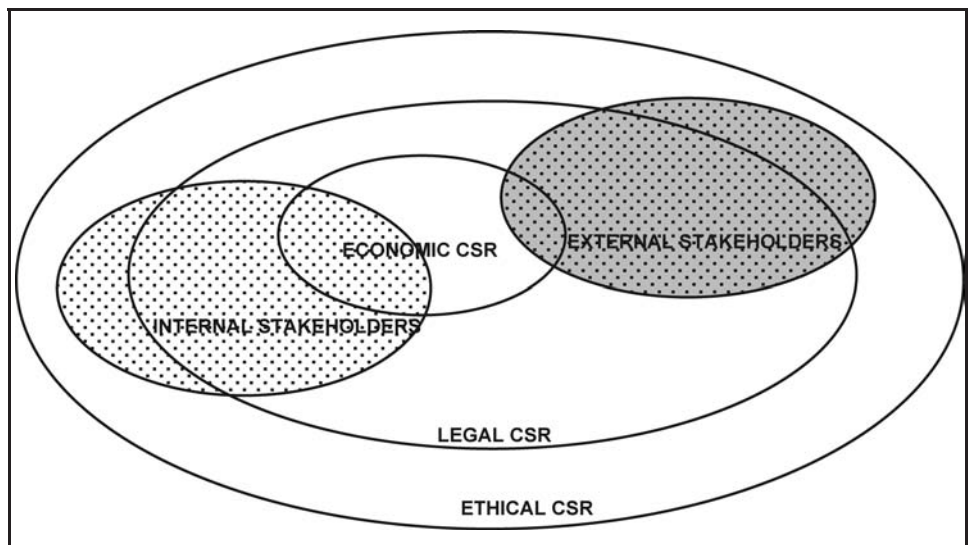 EXTERNAL STAKEHOLDERS
ECONOMIC CSR
INTERNAL STAKEHOLDERS
LEGAL CSR
ETHICAL CSR